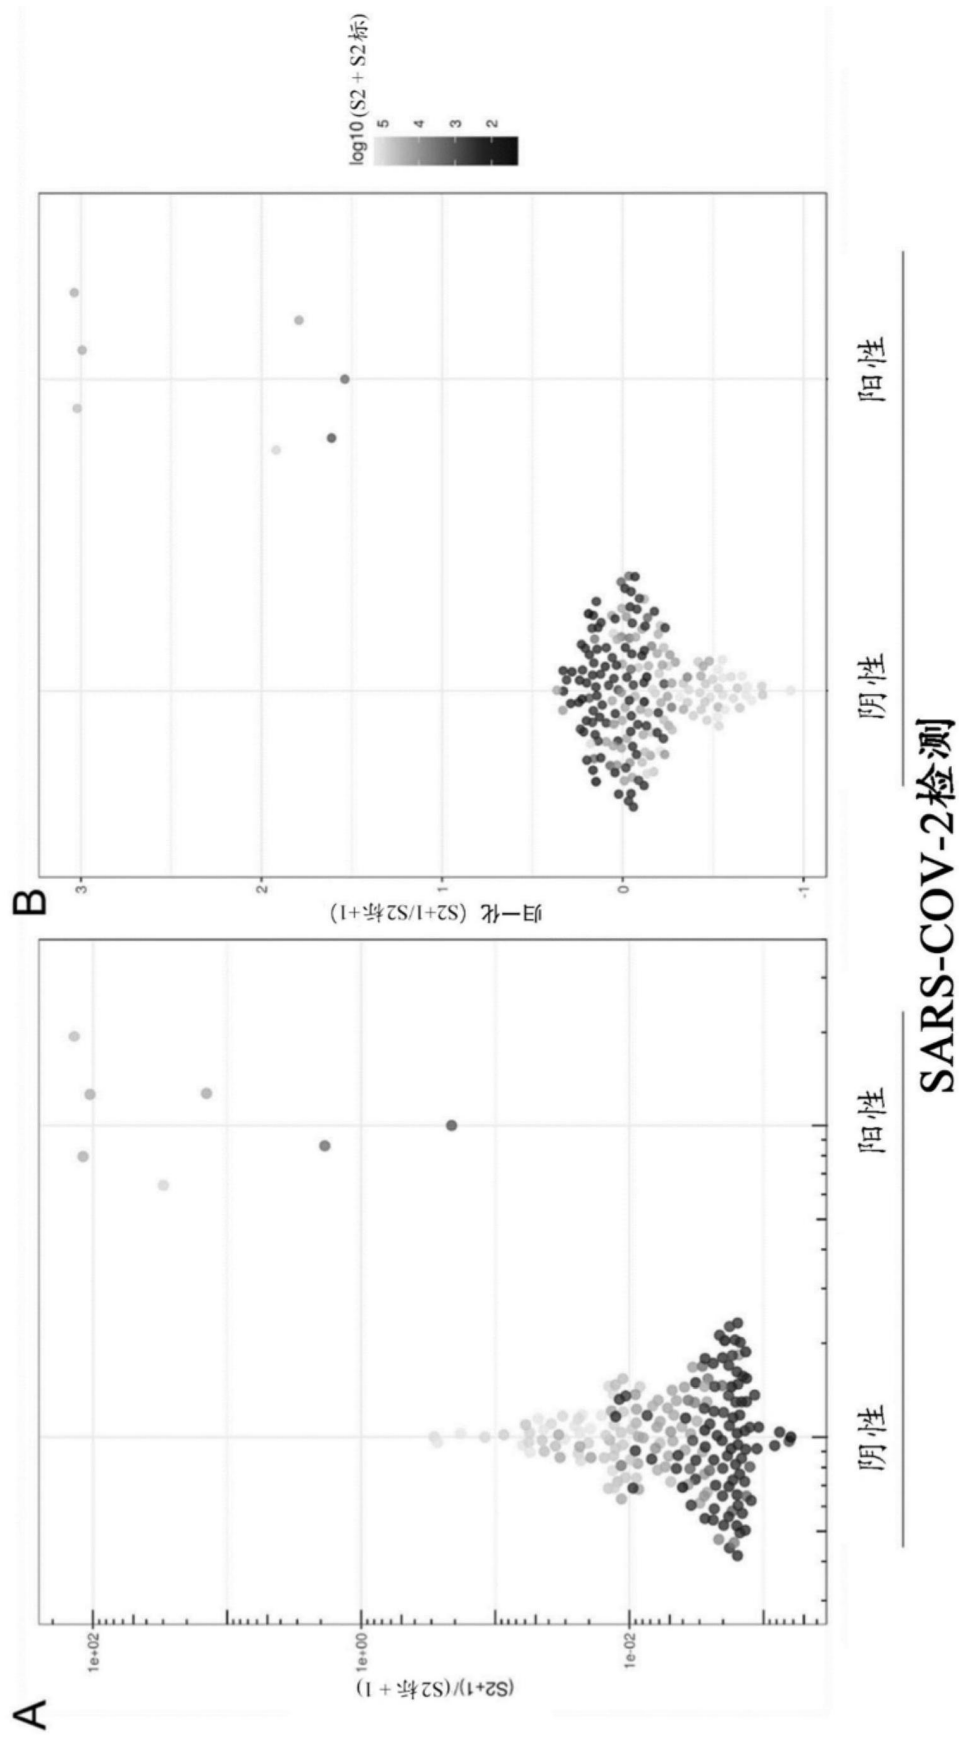 A
(S2+1)/(S2标+1)
1e+02
1e+00
1e-02
阴性
阳性
B
归一化 (S2+1/S2标+1)
3
2
1
0
-1
阴性
阳性
log10 (S2 + S2标)
5
4
3
2
SARS-COV-2检测